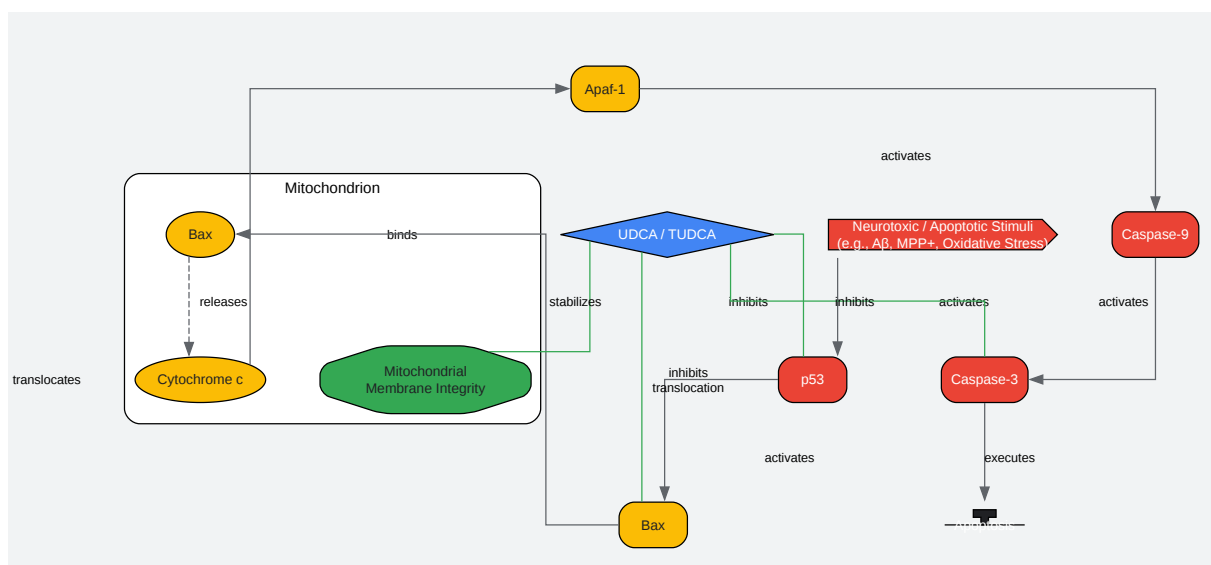 Apaf-1
activates
Mitochondrion
Bax
binds
UDCA / TUDCA
Neurotoxic / Apoptotic Stimuli
(e.g., Aβ, MPP+, Oxidative Stress)
Caspase-9
releases
stabilizes
inhibits
inhibits
activates
activates
translocates
Cytochrome c
Mitochondrial
Membrane Integrity
inhibits
translocation
p53
Caspase-3
activates
executes
Bax
Apoptosis